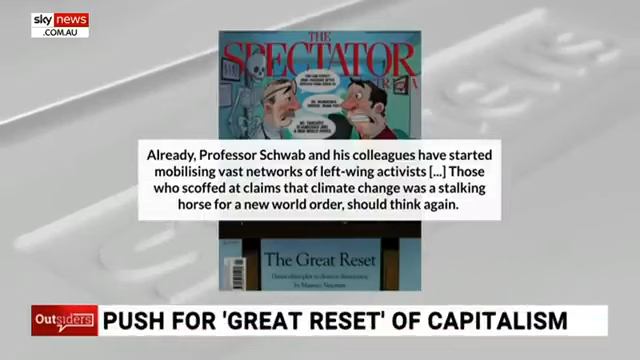 sky news
.COM.AU
THE
SPECTATOR
Already, Professor Schwab and his colleagues have started
mobilising vast networks of left-wing activists [...] Those
who scoffed at claims that climate change was a stalking
horse for a new world order, should think again.
The Great Reset
Outsiders
PUSH FOR 'GREAT RESET' OF CAPITALISM